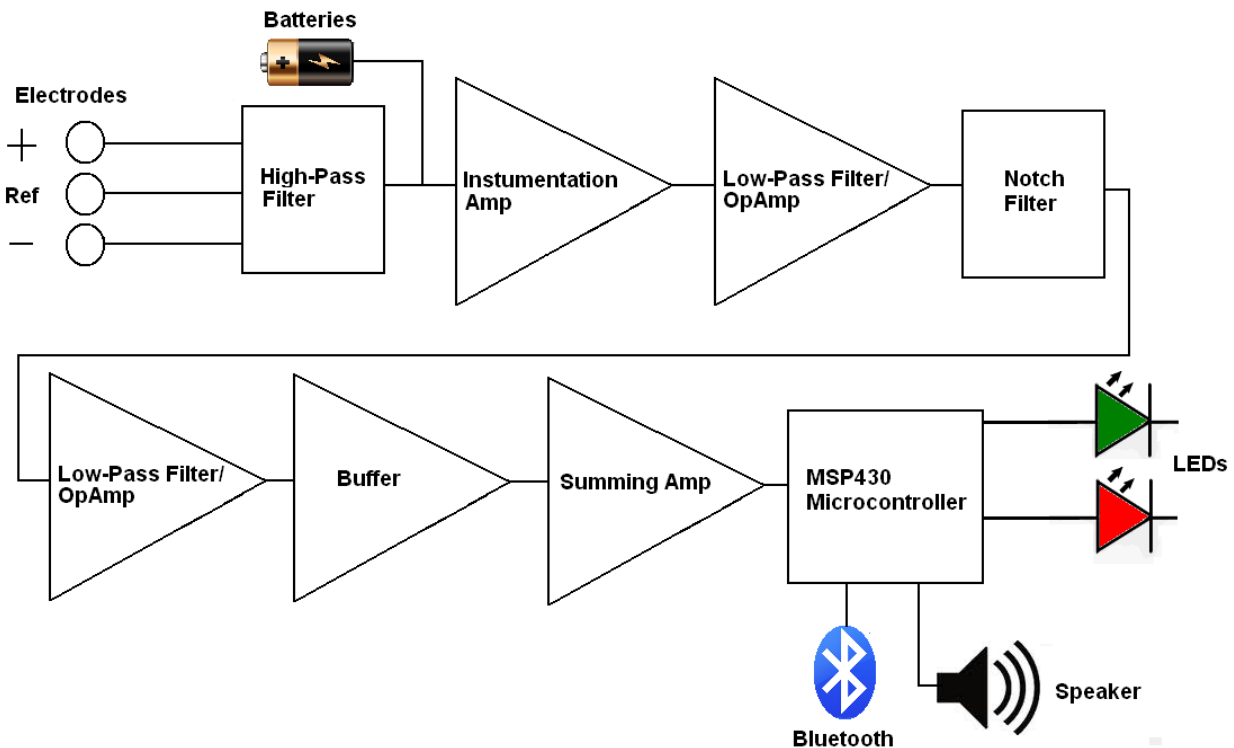 Batteries
Electrodes
+
Ref
−
High-Pass
Filter
Instumentation
Amp
Low-Pass Filter/
OpAmp
Notch
Filter
Low-Pass Filter/
OpAmp
Buffer
Summing Amp
MSP430
Microcontroller
LEDs
Bluetooth
Speaker